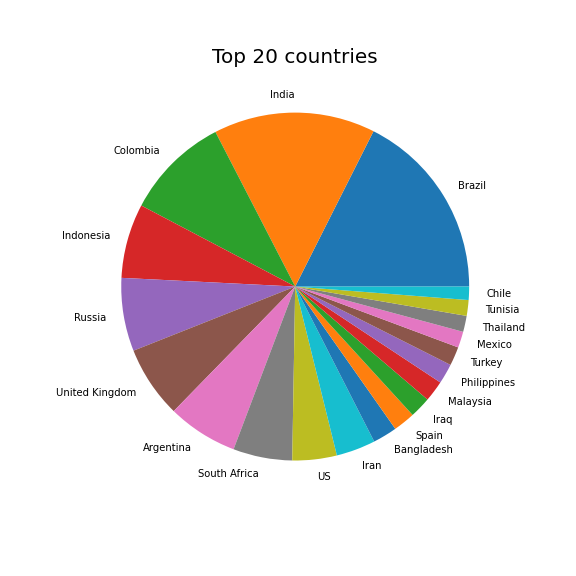 Top 20 countries
India
Brazil
Colombia
Indonesia
Russia
United Kingdom
Argentina
South Africa
US
Iran
Bangladesh
Spain
Iraq
Malaysia
Philippines
Turkey
Mexico
Thailand
Tunisia
Chile